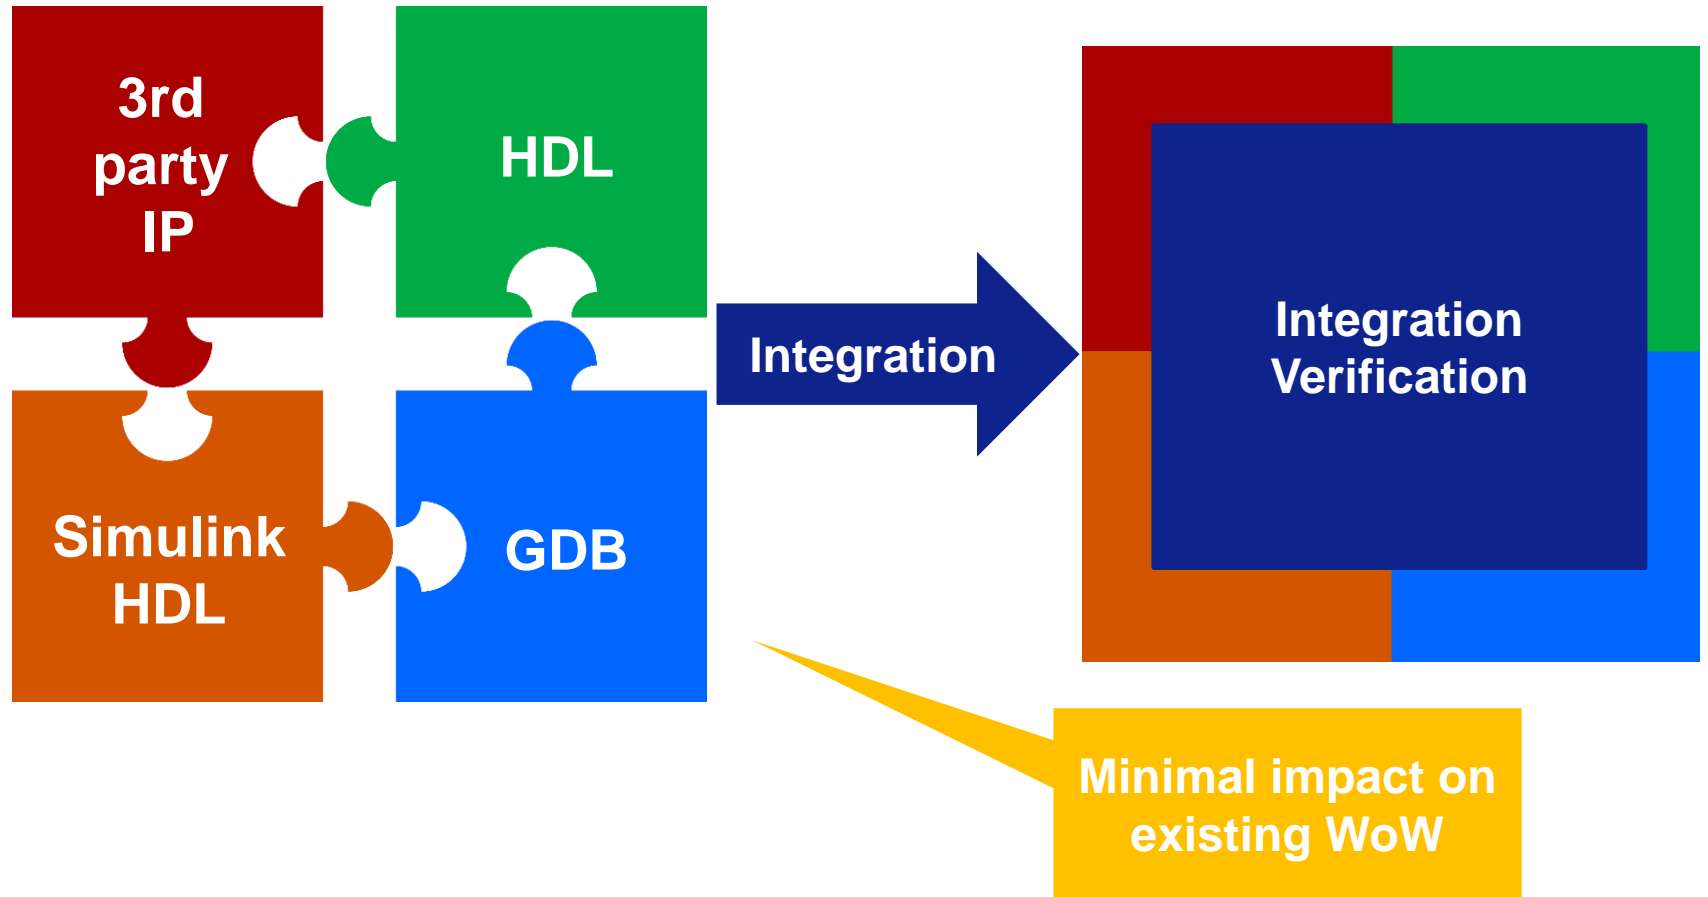 3rd
party
IP
HDL
Simulink
HDL
GDB
Integration
Integration
Verification
Minimal impact on
existing WoW